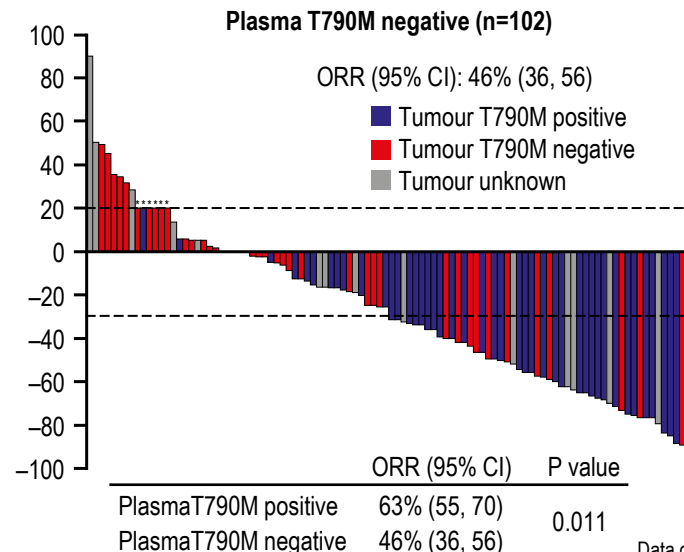 Plasma T790M negative (n=102)
ORR (95% CI): 46% (36, 56)
Tumour T790M positive
Tumour T790M negative
Tumour unknown
100
80
60
40
20
0
–20
–40
–60
–80
–100
******
ORR (95% CI) P value
PlasmaT790M positive 63% (55, 70)
0.011
PlasmaT790M negative 46% (36, 56)
Data